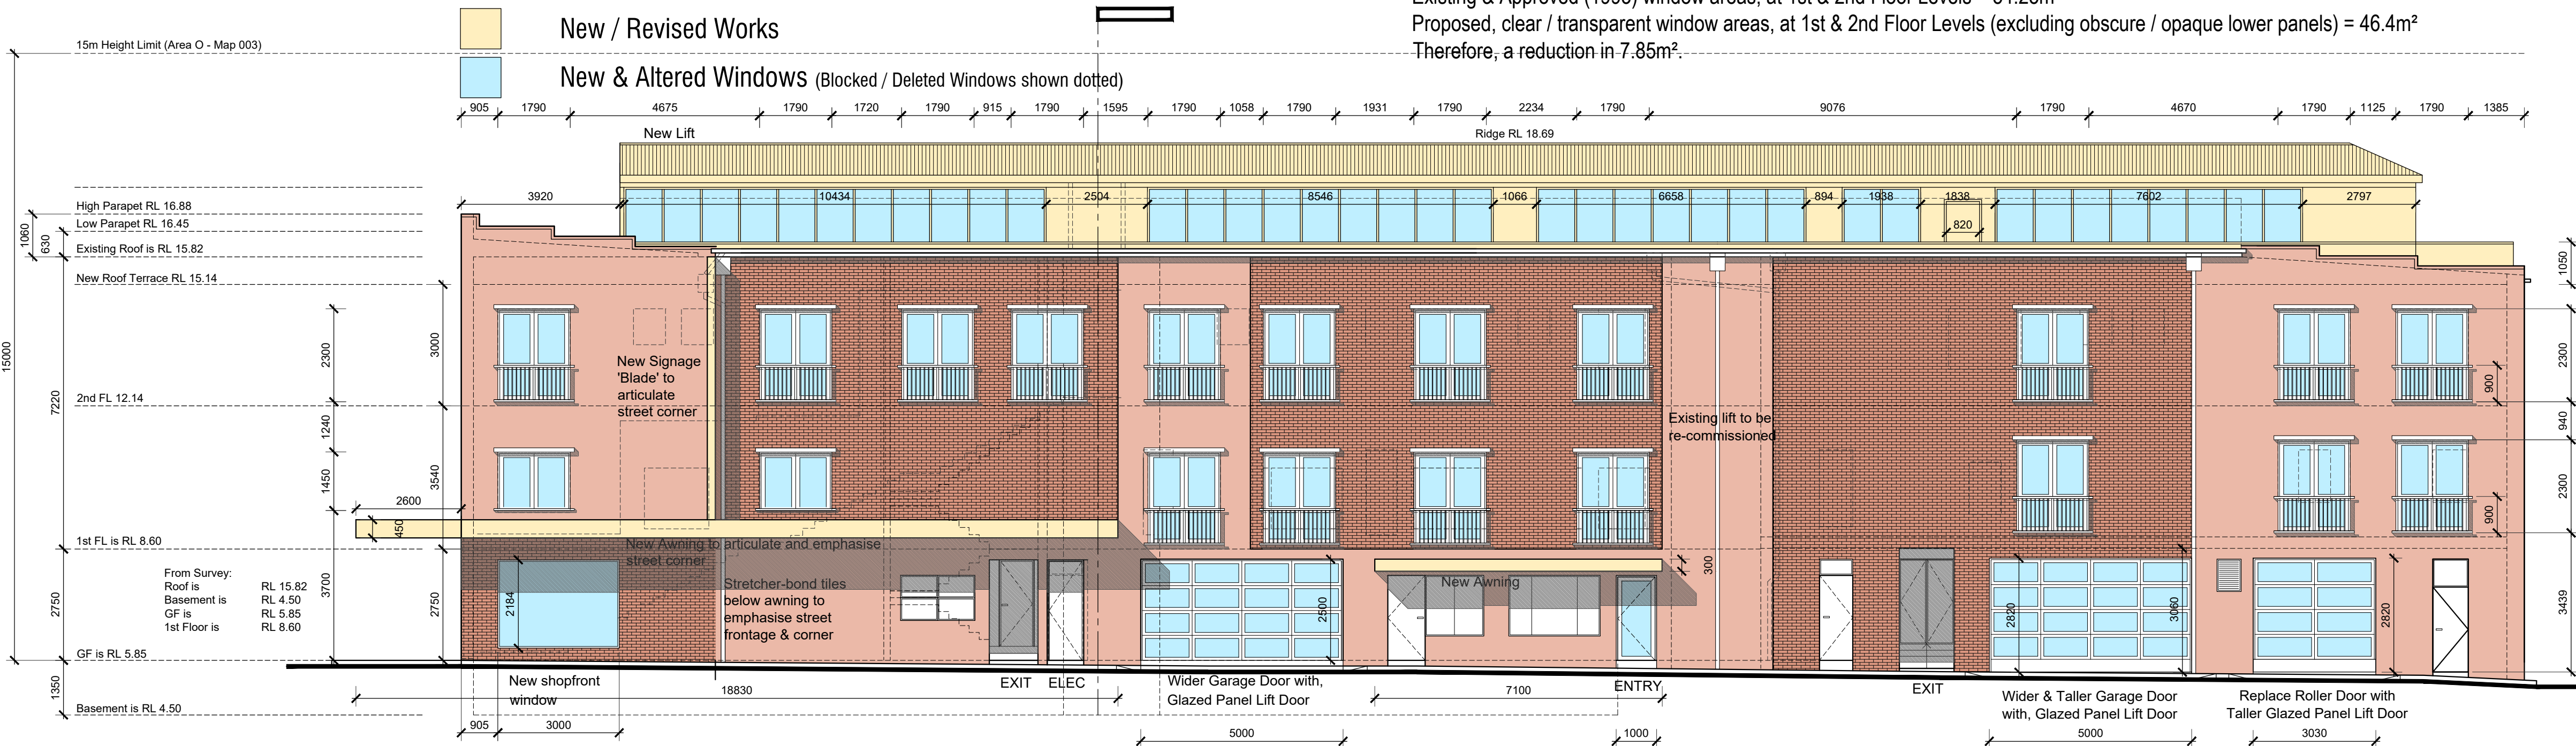 New / Revised Works
New & Altered Windows (Blocked / Deleted Windows shown dotted)
Proposed, clear / transparent window areas, at 1st & 2nd Floor Levels (excluding obscure / opaque lower panels) = 46.4m²
Therefore, a reduction in 7.85m².
15m Height Limit (Area O - Map 003)
905 1790 4675 1790 1720 1790 915 1790 1595 1790 1058 1790 1931 1790 2234 1790 9076 1790 4670 1790 1125 1790 1385
New Lift
Ridge RL 18.69
3920 10434 2504 8546 1066 6658 894 1938 1838 7602 2797
820
High Parapet RL 16.88
Low Parapet RL 16.45
Existing Roof is RL 15.82
New Roof Terrace RL 15.14
2nd FL 12.14
1st FL is RL 8.60
From Survey:
Roof is RL 15.82
Basement is RL 4.50
GF is RL 5.85
1st Floor is RL 8.60
GF is RL 5.85
Basement is RL 4.50
15000
1060
630
7220
2750
1350
2300
1240
1450
3700
3000
3540
2750
2600
450
New Signage
'Blade' to
articulate
street corner
Existing lift to be
re-commissioned
New Awning to articulate and emphasise
street corner
Stretcher-bond tiles
below awning to
emphasise street
frontage & corner
New Awning
2184
2500
300
2820
3060
2820
1050
2300
900
940
2300
900
3439
New shopfront
window
18830
EXIT
ELEC
Wider Garage Door with,
Glazed Panel Lift Door
7100
ENTRY
EXIT
Wider & Taller Garage Door
with, Glazed Panel Lift Door
Replace Roller Door with
Taller Glazed Panel Lift Door
905 3000 5000 1000 5000 3030